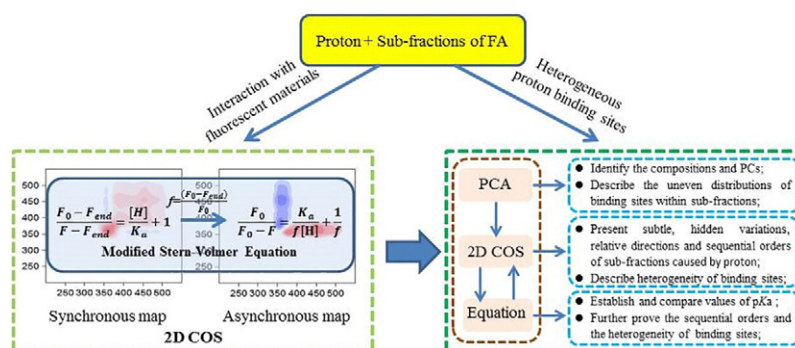 Proton + Sub-fractions of FA
Interaction with
fluorescent materials
Heterogeneous
proton binding sites
500
450
400
350
300
250
250 300 350 400 450 500
F₀ − F_end / F − F_end = [H] / Kₐ + 1
f = (F₀−F_end) / F₀
F₀ / F₀ − F = Kₐ / f[H] + 1 / f
Modified Stern-Volmer Equation
500
450
400
350
300
250
250 300 350 400 450 500
Synchronous map
Asynchronous map
2D COS
PCA
2D COS
Equation
● Identify the compositions and PCs;
● Describe the uneven distributions of
binding sites within sub-fractions;
● Present subtle, hidden variations,
relative directions and sequential orders
of sub-fractions caused by proton;
● Describe heterogeneity of binding sites;
● Establish and compare values of pKa ;
● Further prove the sequential orders and
the heterogeneity of binding sites;